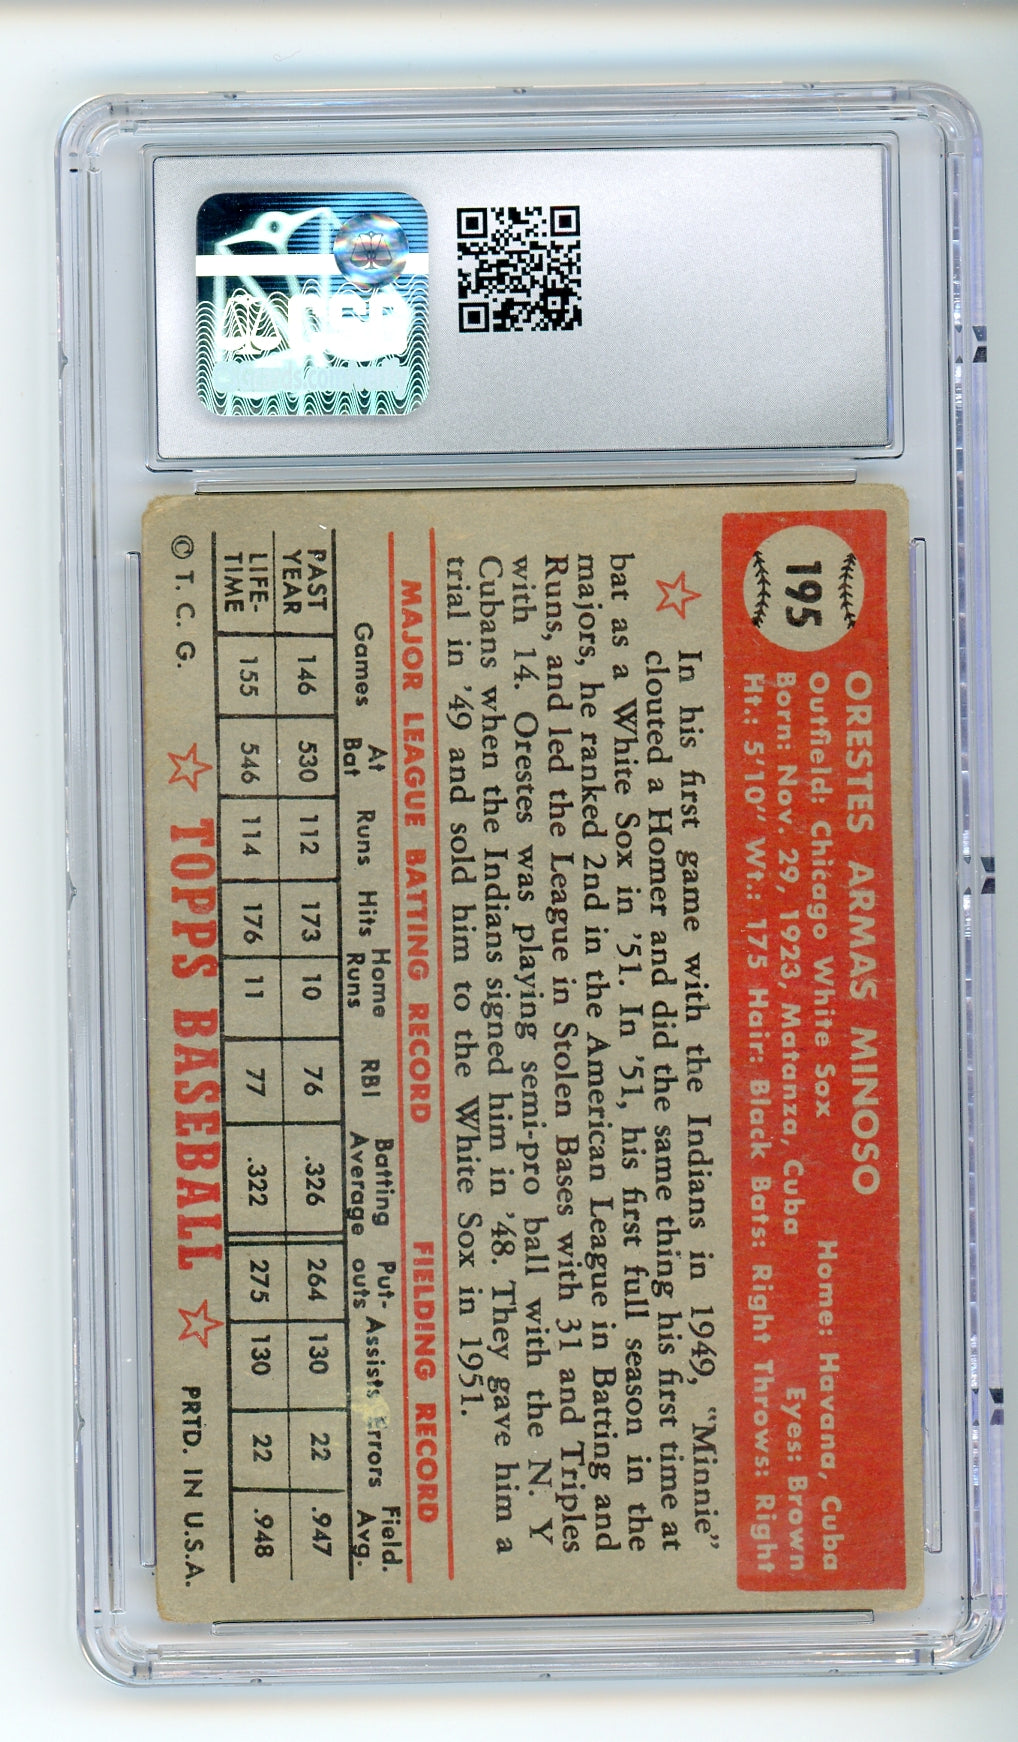 CGC
195
ORESTES ARMAS MINOSO
Outfield: Chicago White Sox Home: Havana, Cuba
Born: Nov. 29, 1923, Matanza, Cuba Eyes: Brown
Ht.: 5'10" Wt.: 175 Hair: Black Bats: Right Throws: Right
In his first game with the Indians in 1949, "Minnie"
clouted a Homer and did the same thing his first time at
bat as a White Sox in '51. In '51, his first full season in the
majors, he ranked 2nd in the American League in Batting and
Runs, and led the League in Stolen Bases with 31 and Triples
with 14. Orestes was playing semi-pro ball with the N. Y
Cubans when the Indians signed him in '48. They gave him a
trial in '49 and sold him to the White Sox in 1951.
MAJOR LEAGUE BATTING RECORD FIELDING RECORD
Games At Bat Runs Hits Home Runs RBI Batting Average Put-outs Assists Errors Field. Avg.
PAST YEAR 146 530 112 173 10 76 .326 264 130 22 .947
LIFE-TIME 155 546 114 176 11 77 .322 275 130 22 .948
© T. C. G. TOPPS BASEBALL PRTD. IN U.S.A.